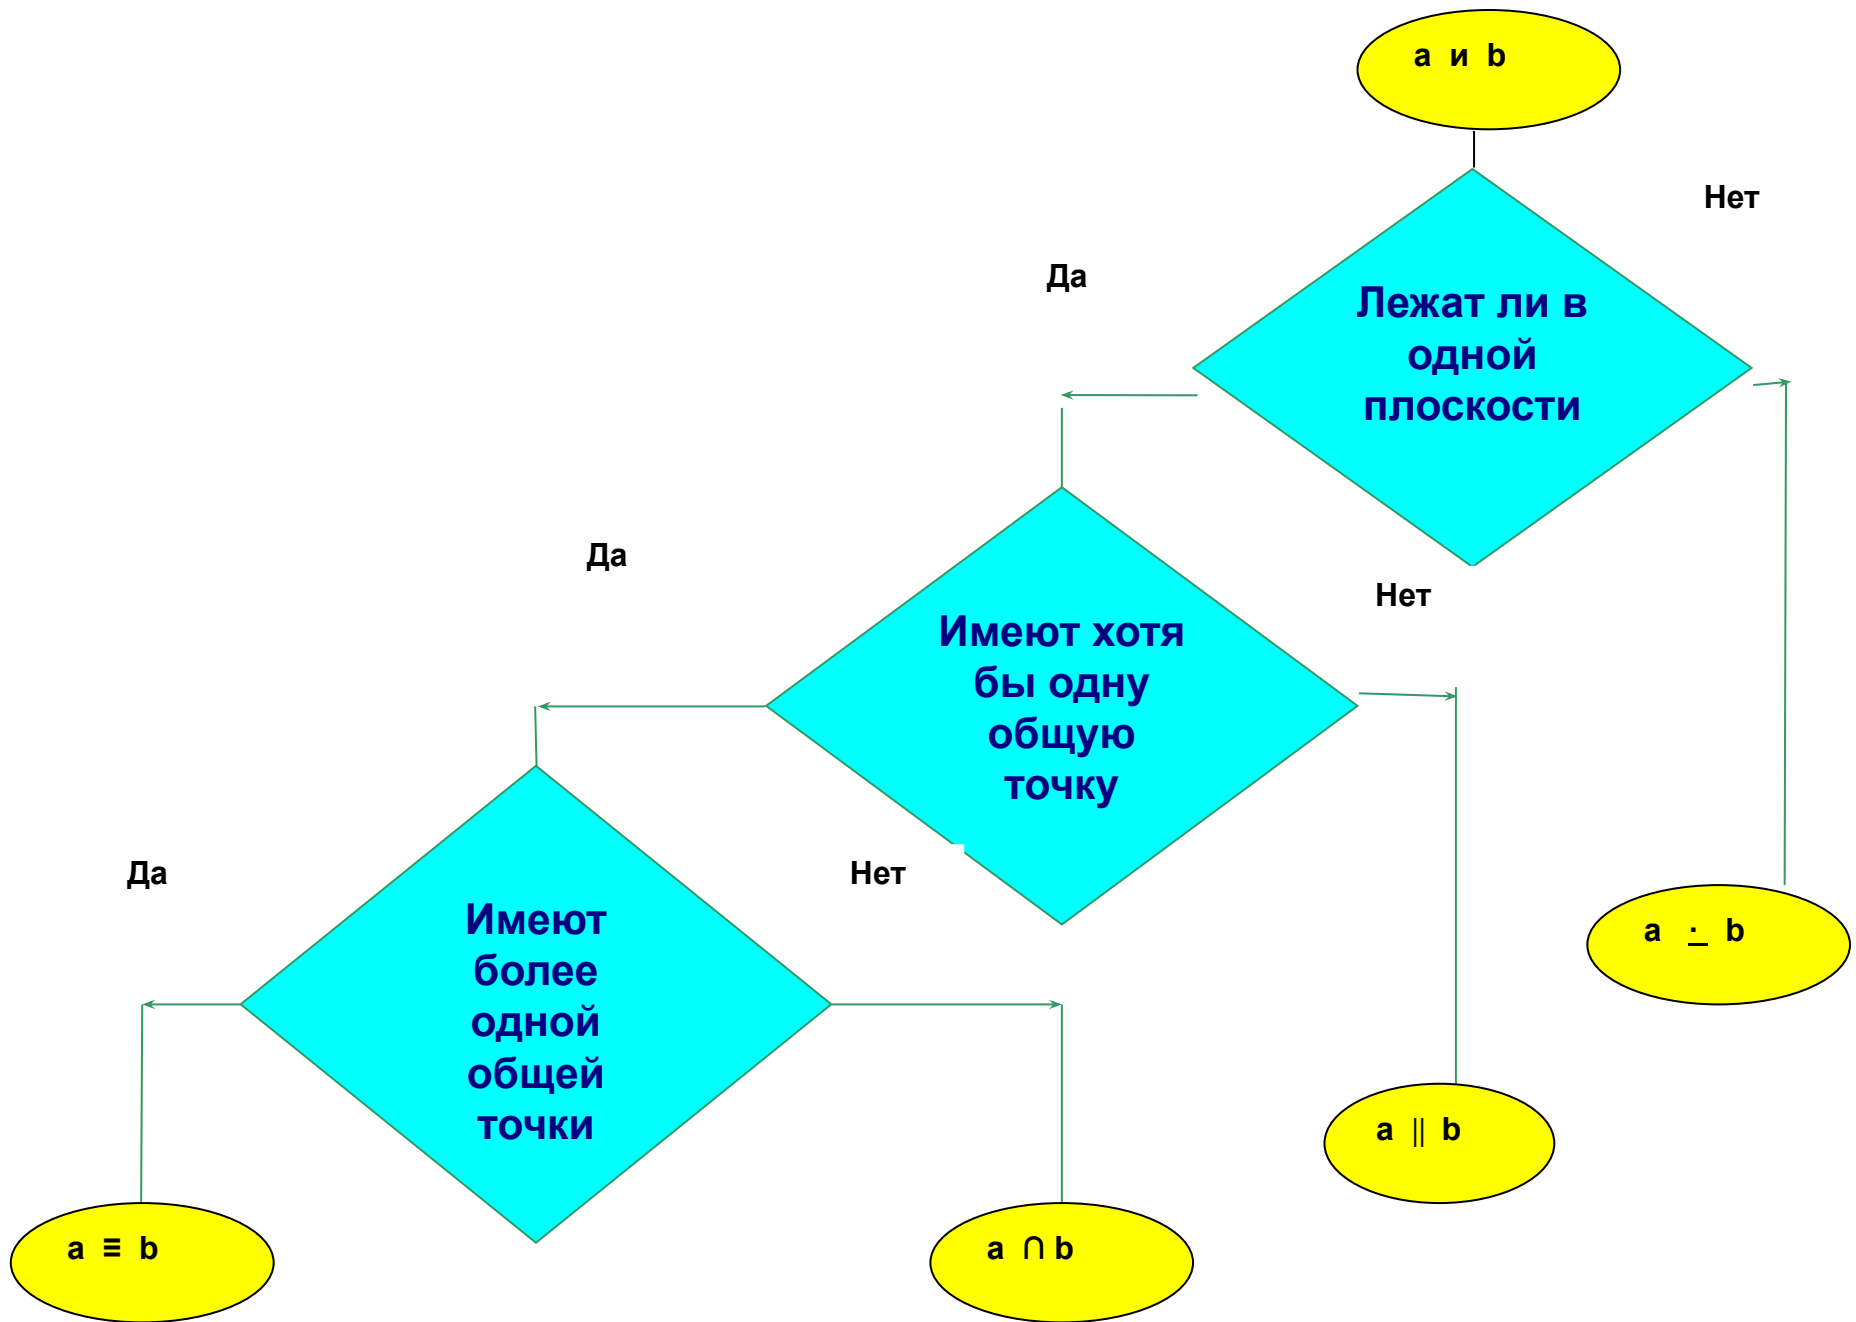 a и b
Нет
Да
Лежат ли в
одной
плоскости
Да
Нет
Имеют хотя
бы одну
общую
точку
Да
Нет
Имеют
более
одной
общей
точки
a ∸ b
a || b
a ≡ b
a ∩ b